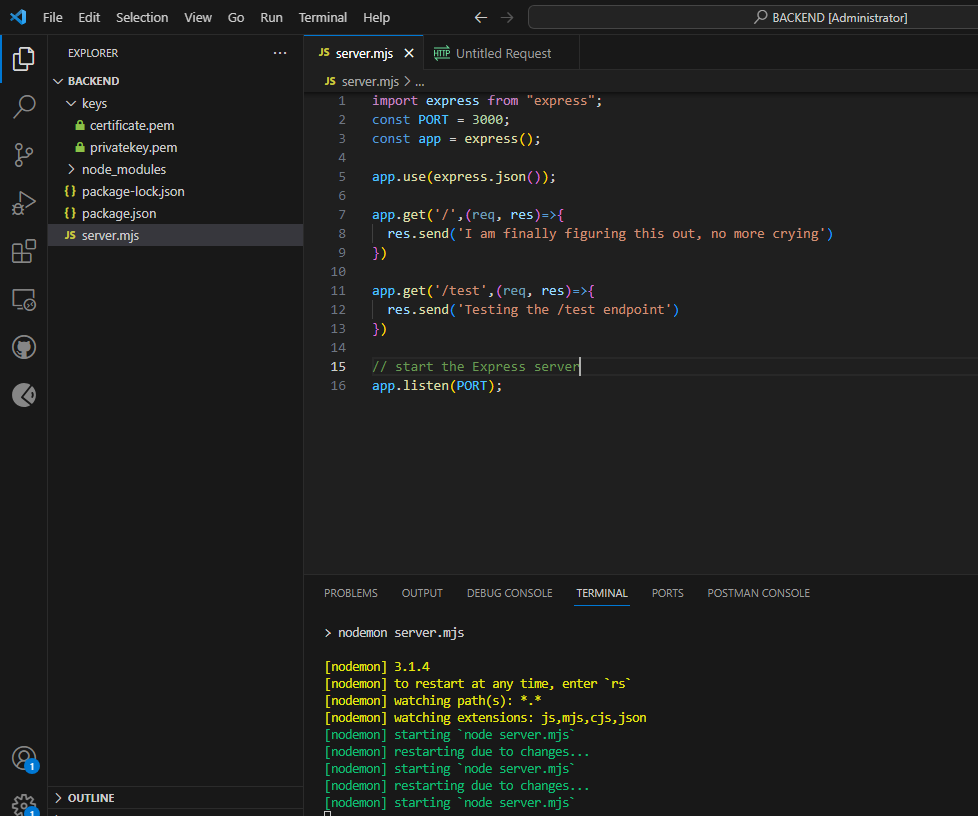 File Edit Selection View Go Run Terminal Help
BACKEND [Administrator]
EXPLORER
BACKEND
keys
certificate.pem
privatekey.pem
node_modules
{} package-lock.json
{} package.json
JS server.mjs
OUTLINE
1
1
JS server.mjs
HTTP Untitled Request
JS server.mjs > ...
1 import express from "express";
2 const PORT = 3000;
3 const app = express();
4
5 app.use(express.json());
6
7 app.get('/',(req, res)=>{
8 res.send('I am finally figuring this out, no more crying')
9 })
10
11 app.get('/test',(req, res)=>{
12 res.send('Testing the /test endpoint')
13 })
14
15 // start the Express server
16 app.listen(PORT);
PROBLEMS OUTPUT DEBUG CONSOLE TERMINAL PORTS POSTMAN CONSOLE
> nodemon server.mjs
[nodemon] 3.1.4
[nodemon] to restart at any time, enter `rs`
[nodemon] watching path(s): *.*
[nodemon] watching extensions: js,mjs,cjs,json
[nodemon] starting `node server.mjs`
[nodemon] restarting due to changes...
[nodemon] starting `node server.mjs`
[nodemon] restarting due to changes...
[nodemon] starting `node server.mjs`